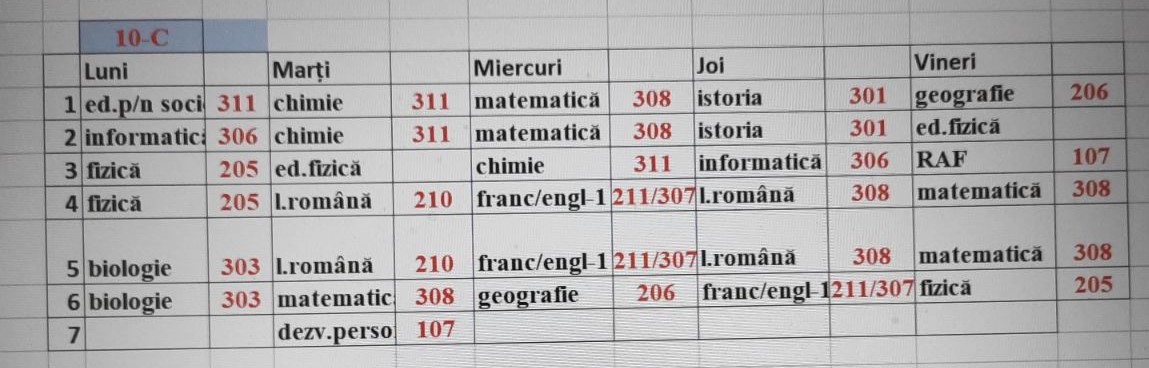 10-C
Luni Marți Miercuri Joi Vineri
1 ed.p/n soci 311 chimie 311 matematică 308 istoria 301 geografie 206
2 informatică 306 chimie 311 matematică 308 istoria 301 ed.fizică
3 fizică 205 ed.fizică chimie 311 informatică 306 RAF 107
4 fizică 205 l.română 210 franc/engl-1 211/307 l.română 308 matematică 308
5 biologie 303 l.română 210 franc/engl-1 211/307 l.română 308 matematică 308
6 biologie 303 matematic 308 geografie 206 franc/engl-1 211/307 fizică 205
7 dezv.perso 107